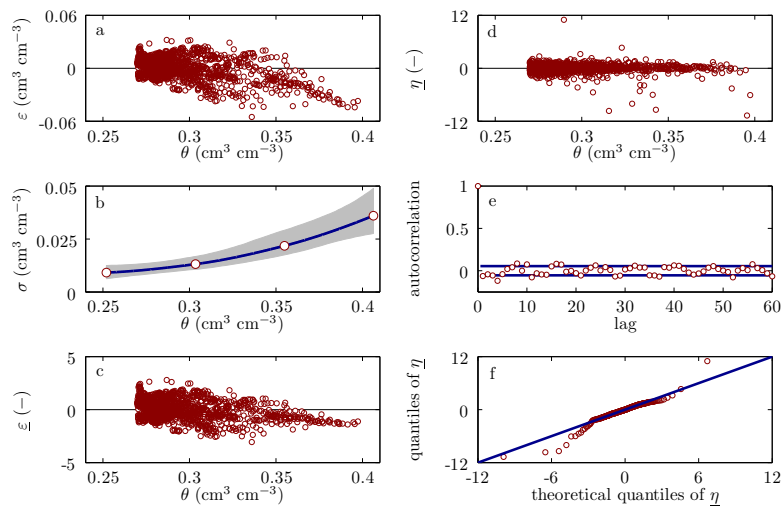 a
0.06
0
-0.06
0.25 0.3 0.35 0.4
θ (cm³ cm⁻³)
ε (cm³ cm⁻³)
d
12
0
-12
0.25 0.3 0.35 0.4
θ (cm³ cm⁻³)
η (−)
b
0.05
0.025
0
0.25 0.3 0.35 0.4
θ (cm³ cm⁻³)
σ (cm³ cm⁻³)
e
1
0.5
0
0 10 20 30 40 50 60
lag
autocorrelation
c
5
0
-5
0.25 0.3 0.35 0.4
θ (cm³ cm⁻³)
ε (−)
f
12
0
-12
-12 -6 0 6 12
theoretical quantiles of η
quantiles of η